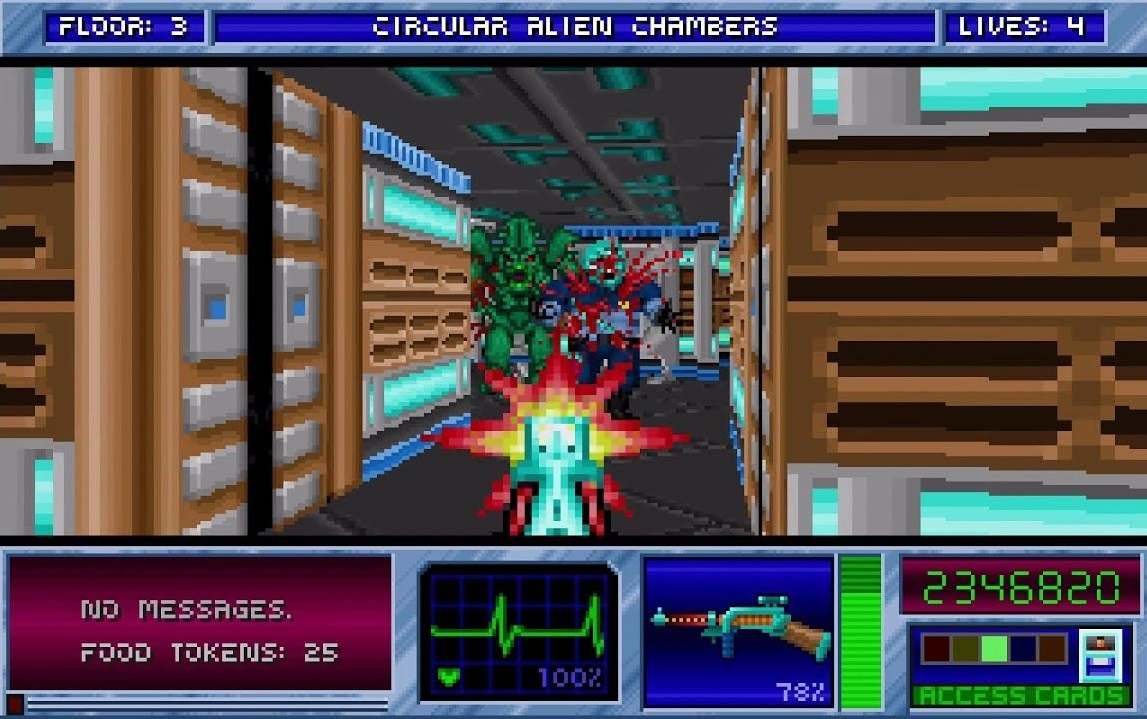 FLOOR: 3
CIRCULAR ALIEN CHAMBERS
LIVES: 4
NO MESSAGES.
FOOD TOKENS: 25
100%
78%
2346820
ACCESS CARDS